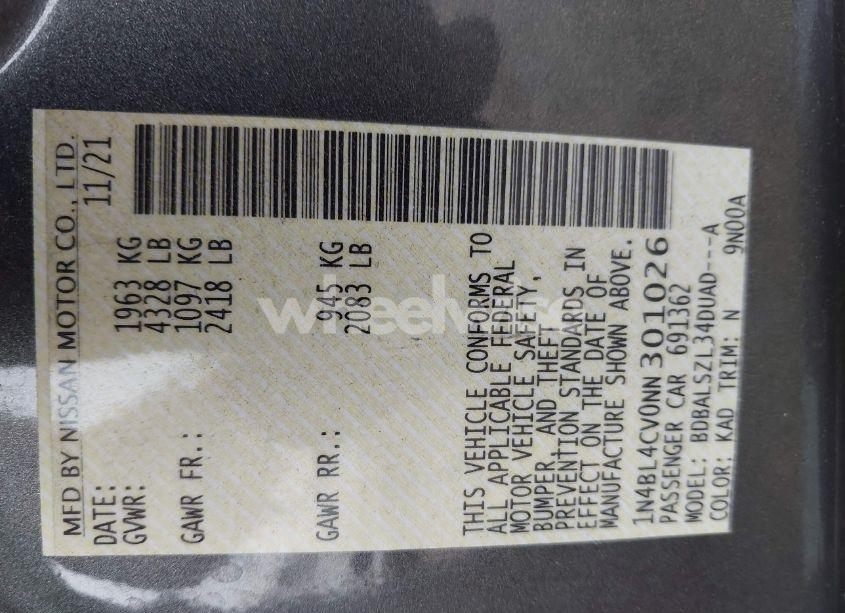 MFD BY NISSAN MOTOR CO., LTD.
DATE: 11/21
GVWR: 1963 KG
4328 LB
GAWR FR.: 1097 KG
2418 LB
GAWR RR.: 945 KG
2083 LB
THIS VEHICLE CONFORMS TO
ALL APPLICABLE FEDERAL
MOTOR VEHICLE SAFETY,
BUMPER AND THEFT
PREVENTION STANDARDS IN
EFFECT ON THE DATE OF
MANUFACTURE SHOWN ABOVE.
1N4BL4CV0NN301026
PASSENGER CAR 691362
MODEL: BDBALSZL34DUAD---A
COLOR: KAD TRIM: N 9N00A